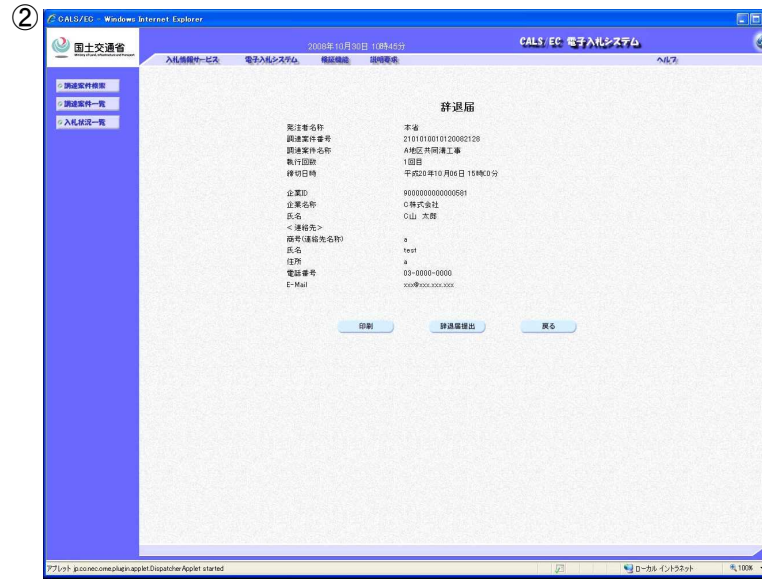 ②
CALS/EC - Windows Internet Explorer
国土交通省
Ministry of Land, Infrastructure and Transport
2008年10月30日 10時45分
CALS/EC 電子入札システム
入札情報サービス 電子入札システム 検証機能 説明要求 ヘルプ
調達案件検索
調達案件一覧
入札状況一覧
辞退届
発注者名称 本省
調達案件番号 2101010010120082128
調達案件名称 A地区共同溝工事
執行回数 1回目
締切日時 平成20年10月06日 15時00分
企業ID 9000000000000581
企業名称 C株式会社
氏名 C山 太郎
<連絡先>
商号(連絡先名称) a
氏名 test
住所 a
電話番号 03-0000-0000
E-Mail xxx@xxx.xxx.xxx
印刷 辞退届提出 戻る
アプレット jp.co.nec.ome.plugin.applet.DispatcherApplet started
ローカル イントラネット 100%